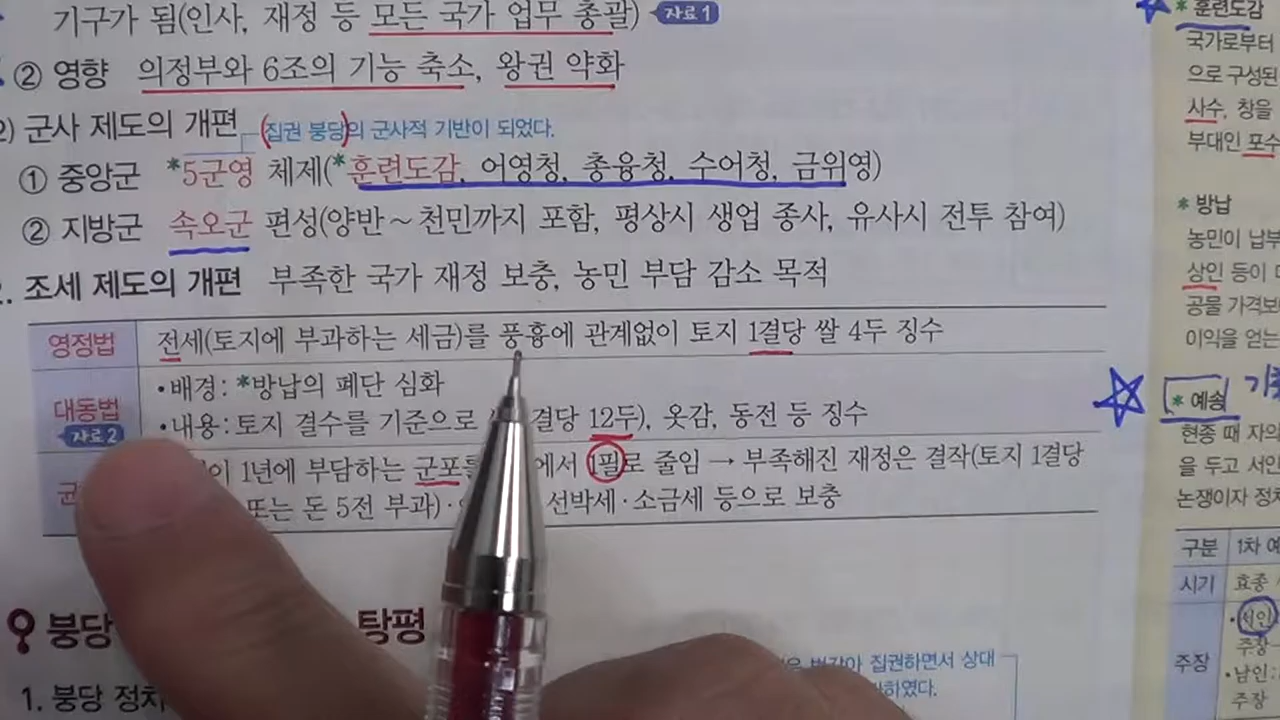 기구가 됨(인사, 재정 등 모든 국가 업무 총괄) 자료1
② 영향 의정부와 6조의 기능 축소, 왕권 약화
2) 군사 제도의 개편 집권 붕당의 군사적 기반이 되었다.
① 중앙군 *5군영 체제(*훈련도감, 어영청, 총융청, 수어청, 금위영)
② 지방군 속오군 편성(양반~천민까지 포함, 평상시 생업 종사, 유사시 전투 참여)
2. 조세 제도의 개편 부족한 국가 재정 보충, 농민 부담 감소 목적
영정법 전세(토지에 부과하는 세금)를 풍흉에 관계없이 토지 1결당 쌀 4두 징수
대동법 자료2
•배경: *방납의 폐단 심화
•내용: 토지 결수를 기준으로 결당 12두), 옷감, 동전 등 징수
1년에 부담하는 군포를 에서 1필로 줄임 → 부족해진 재정은 결작(토지 1결당
또는 돈 5전 부과)· 선박세·소금세 등으로 보충
붕당 탕평
1. 붕당 정치
집권하면서 상대
하였다.
* 훈련도감
국가로부터
으로 구성된
사수, 창을
부대인 포수
* 방납
농민이 납부
상인 등이
공물 가격보
이익을 얻는
* 예송
현종 때 자의
을 두고 서인
논쟁이자 정치
구분 1차 예
시기 효종
주장
•서인
주장
•남인:
주장